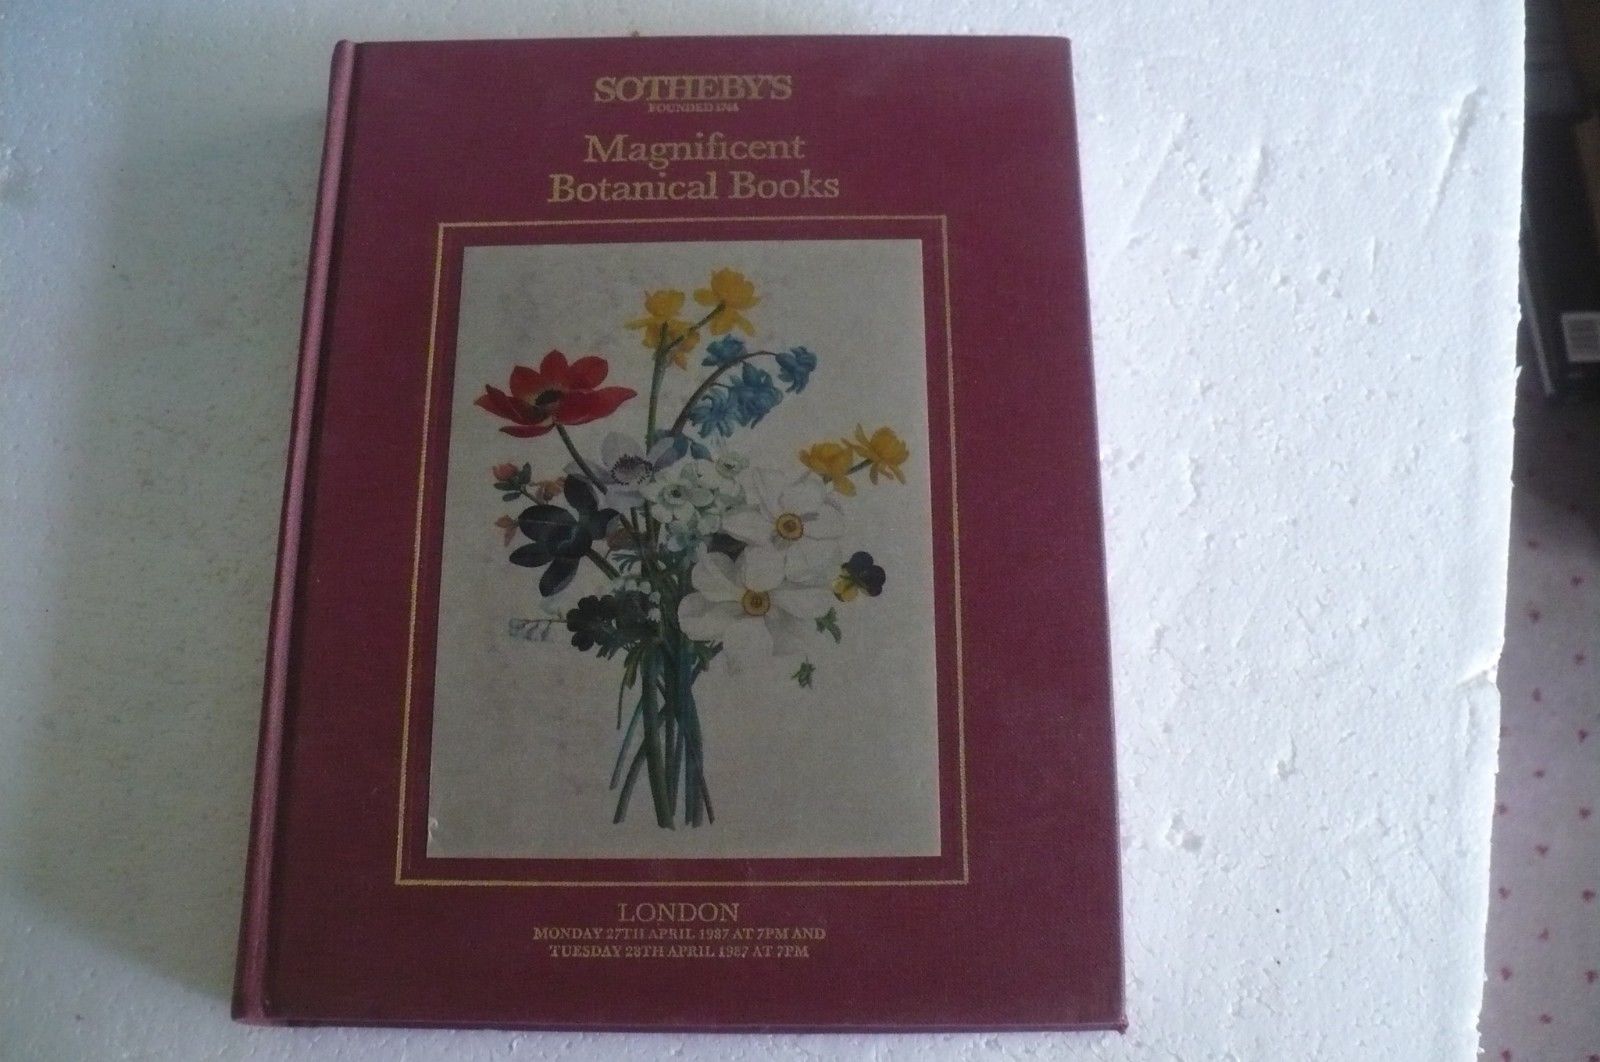 SOTHEBY'S
FOUNDED 1744
Magnificent
Botanical Books
LONDON
MONDAY 27TH APRIL 1987 AT 7PM AND
TUESDAY 28TH APRIL 1987 AT 7PM